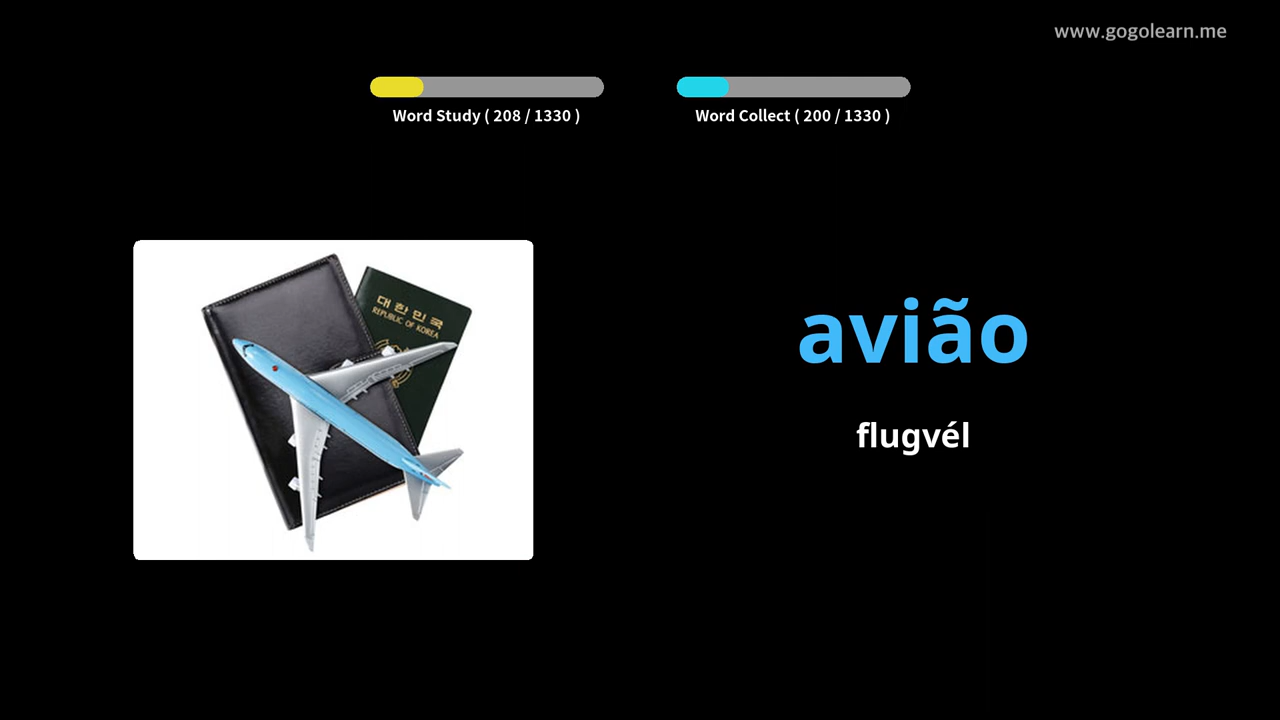 www.gogolearn.me
Word Study ( 208 / 1330 )
Word Collect ( 200 / 1330 )
대한민국
REPUBLIC OF KOREA
avião
flugvél